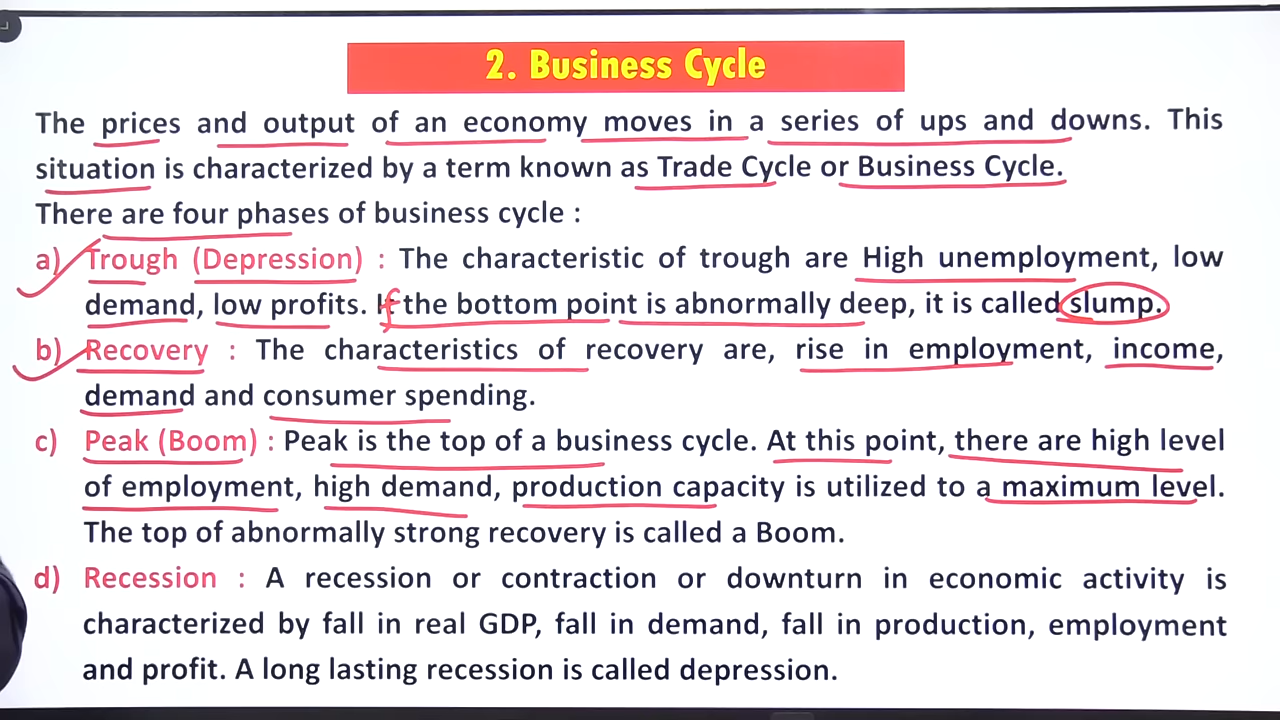 2. Business Cycle
The prices and output of an economy moves in a series of ups and downs. This
situation is characterized by a term known as Trade Cycle or Business Cycle.
There are four phases of business cycle :
a) Trough (Depression) : The characteristic of trough are High unemployment, low
demand, low profits. If the bottom point is abnormally deep, it is called slump.
b) Recovery : The characteristics of recovery are, rise in employment, income,
demand and consumer spending.
c) Peak (Boom) : Peak is the top of a business cycle. At this point, there are high level
of employment, high demand, production capacity is utilized to a maximum level.
The top of abnormally strong recovery is called a Boom.
d) Recession : A recession or contraction or downturn in economic activity is
characterized by fall in real GDP, fall in demand, fall in production, employment
and profit. A long lasting recession is called depression.